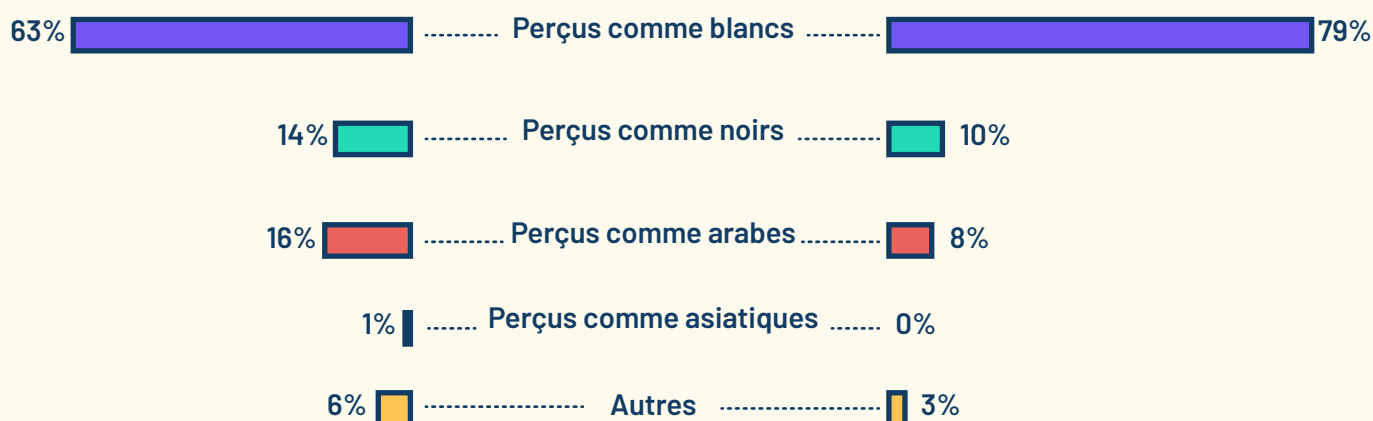 63% Perçus comme blancs 79%
14% Perçus comme noirs 10%
16% Perçus comme arabes 8%
1% Perçus comme asiatiques 0%
6% Autres 3%